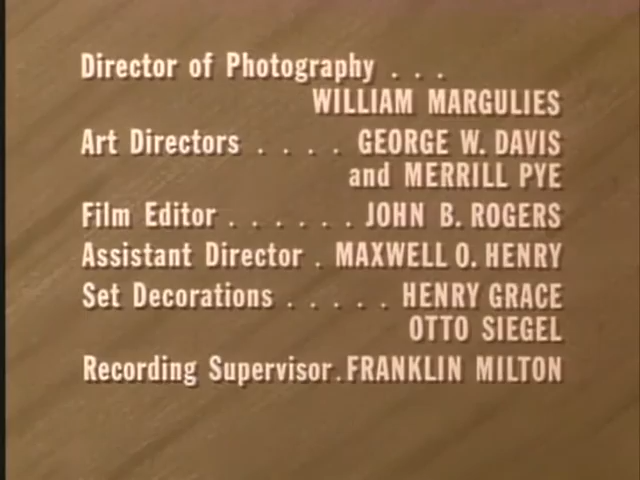 Director of Photography . . .
WILLIAM MARGULIES
Art Directors . . . . GEORGE W. DAVIS
and MERRILL PYE
Film Editor . . . . . . JOHN B. ROGERS
Assistant Director . MAXWELL O. HENRY
Set Decorations . . . . . HENRY GRACE
OTTO SIEGEL
Recording Supervisor . FRANKLIN MILTON